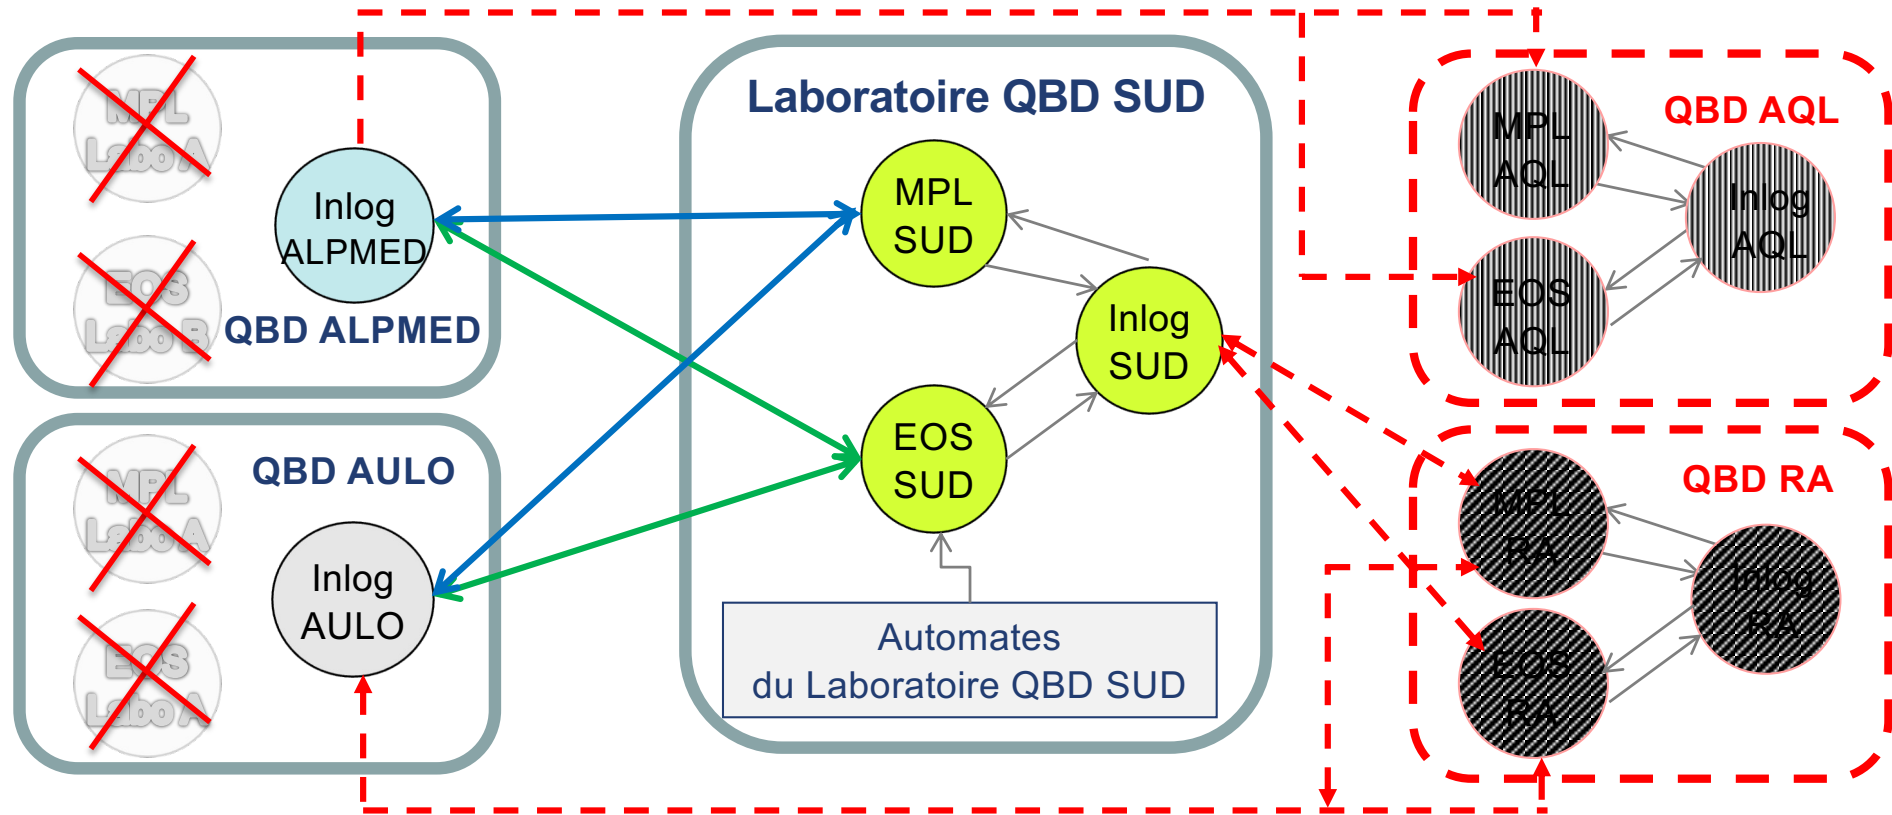 MPL
Labo A
EOS
Labo B
Inlog
ALPMED
QBD ALPMED
MPL
Labo A
EOS
Labo A
QBD AULO
Inlog
AULO
Laboratoire QBD SUD
MPL
SUD
Inlog
SUD
EOS
SUD
Automates
du Laboratoire QBD SUD
QBD AQL
MPL
AQL
Inlog
AQL
EOS
AQL
QBD RA
MPL
RA
Inlog
RA
EOS
RA